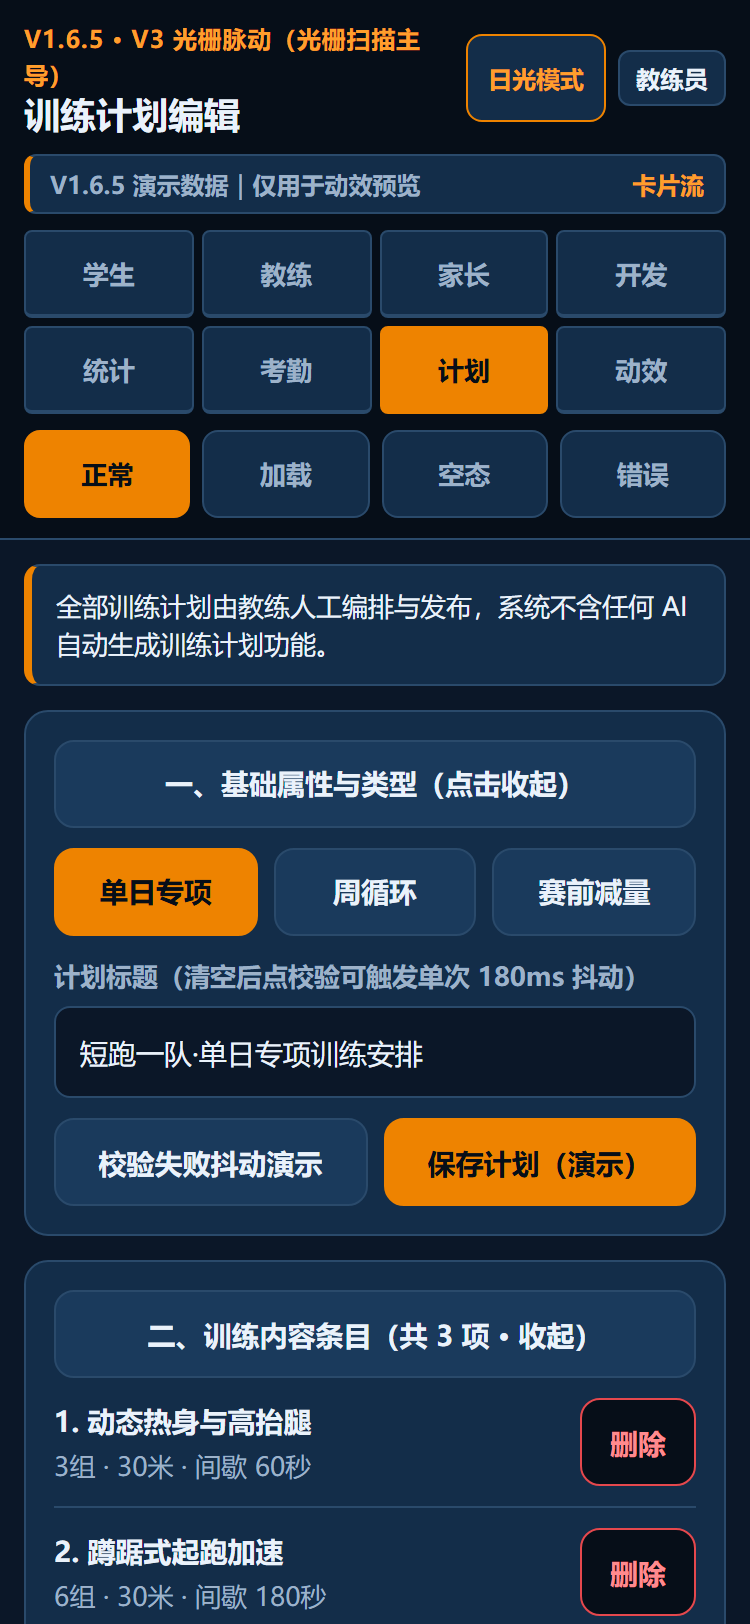 V1.6.5 · V3 光栅脉动（光栅扫描主
导）
训练计划编辑
日光模式
教练员
V1.6.5 演示数据｜仅用于动效预览
卡片流
学生
教练
家长
开发
统计
考勤
计划
动效
正常
加载
空态
错误
全部训练计划由教练人工编排与发布，系统不含任何 AI
自动生成训练计划功能。
一、基础属性与类型（点击收起）
单日专项
周循环
赛前减量
计划标题（清空后点校验可触发单次 180ms 抖动）
短跑一队·单日专项训练安排
校验失败抖动演示
保存计划（演示）
二、训练内容条目（共 3 项 · 收起）
1. 动态热身与高抬腿
3组 · 30米 · 间歇 60秒
删除
2. 蹲踞式起跑加速
6组 · 30米 · 间歇 180秒
删除